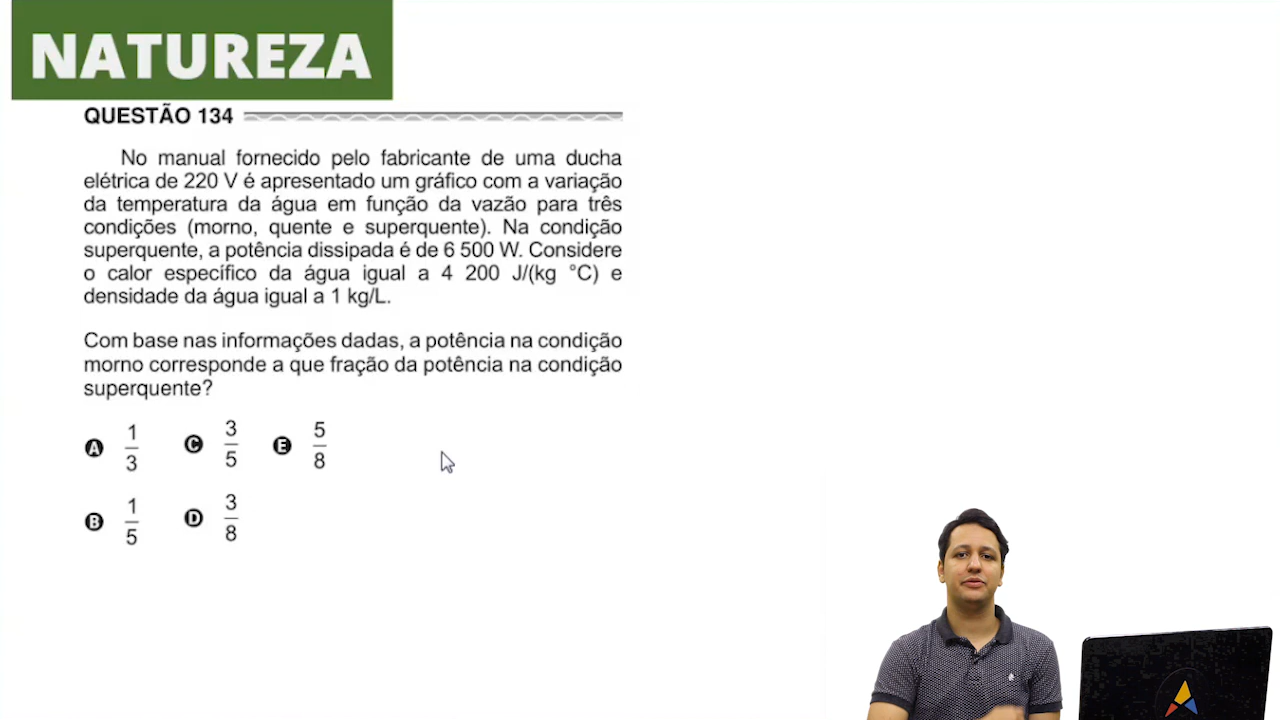 NATUREZA
QUESTÃO 134
No manual fornecido pelo fabricante de uma ducha
elétrica de 220 V é apresentado um gráfico com a variação
da temperatura da água em função da vazão para três
condições (morno, quente e superquente). Na condição
superquente, a potência dissipada é de 6 500 W. Considere
o calor específico da água igual a 4 200 J/(kg °C) e
densidade da água igual a 1 kg/L.
Com base nas informações dadas, a potência na condição
morno corresponde a que fração da potência na condição
superquente?
A 1/3 C 3/5 E 5/8
B 1/5 D 3/8